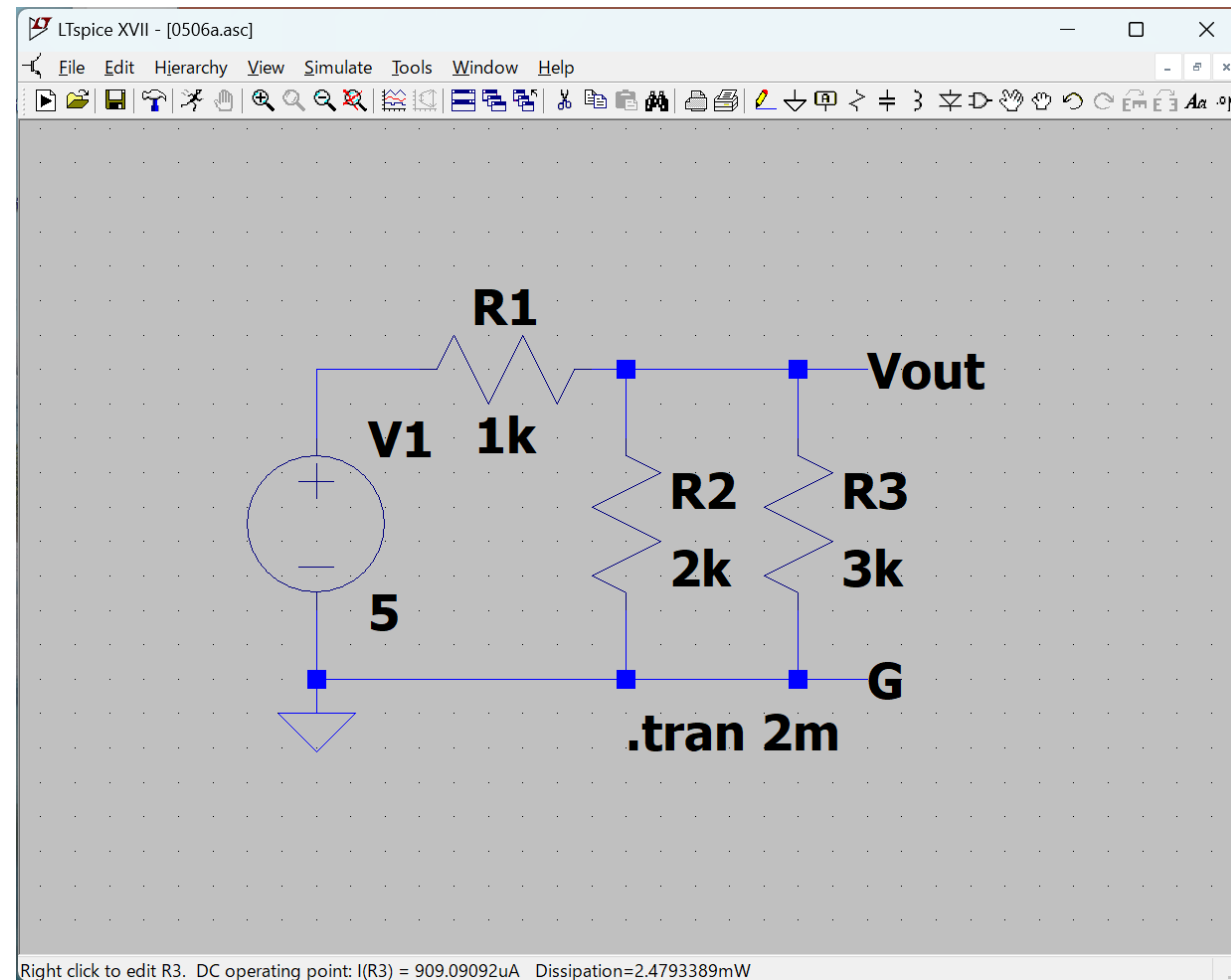 LTspice XVII - [0506a.asc]
File Edit Hierarchy View Simulate Tools Window Help
R1
Vout
V1 1k
R2 R3
2k 3k
5
G
.tran 2m
Right click to edit R3. DC operating point: I(R3) = 909.09092uA Dissipation=2.4793389mW